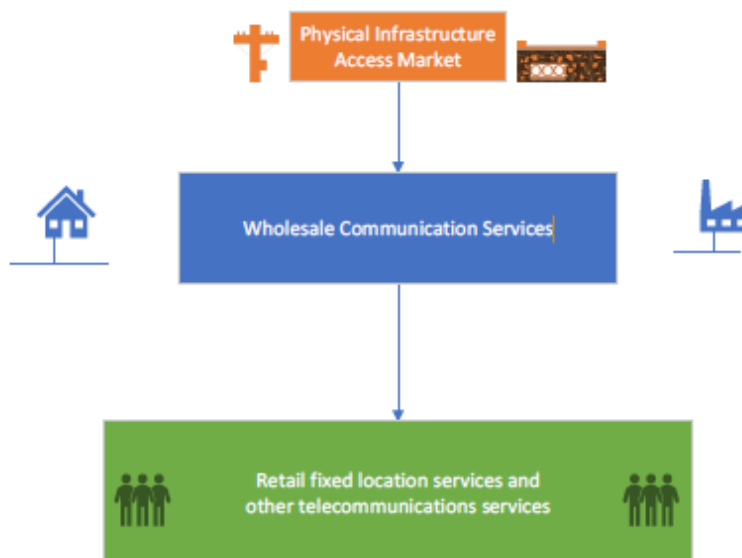 Physical Infrastructure
Access Market
Wholesale Communication Services
Retail fixed location services and
other telecommunications services